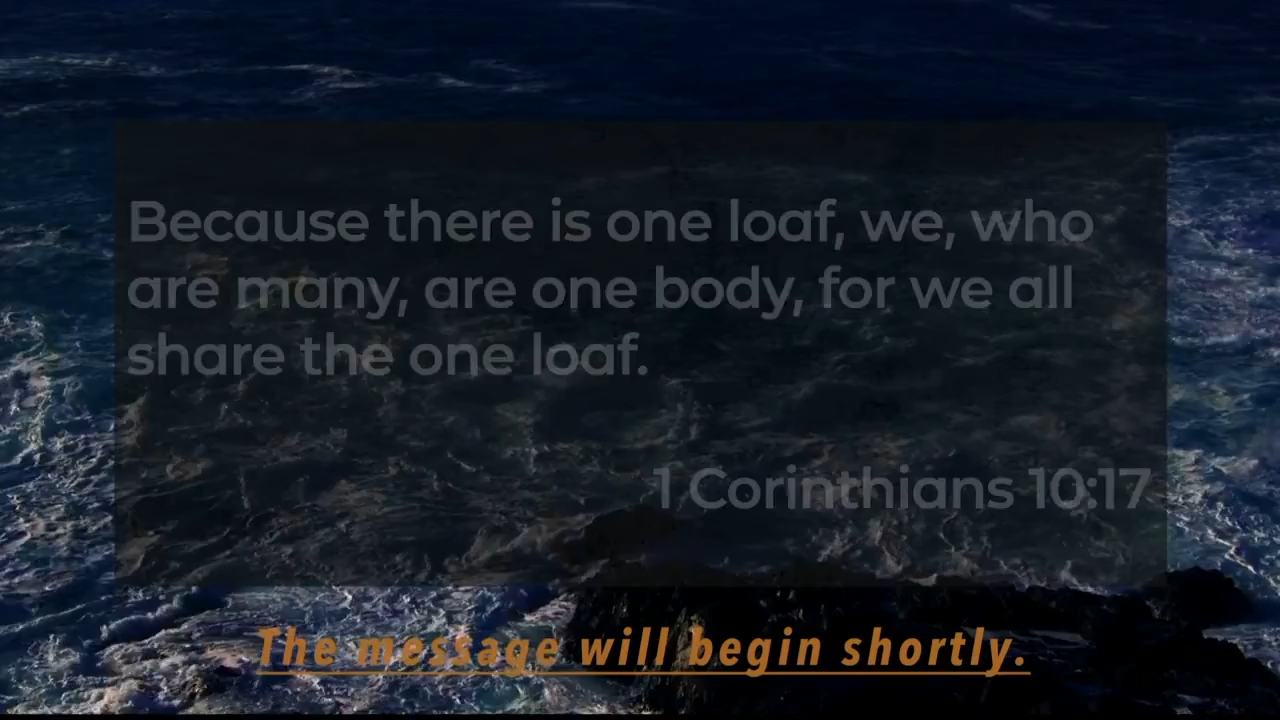 Because there is one loaf, we, who
are many, are one body, for we all
share the one loaf.
1 Corinthians 10:17
The message will begin shortly.